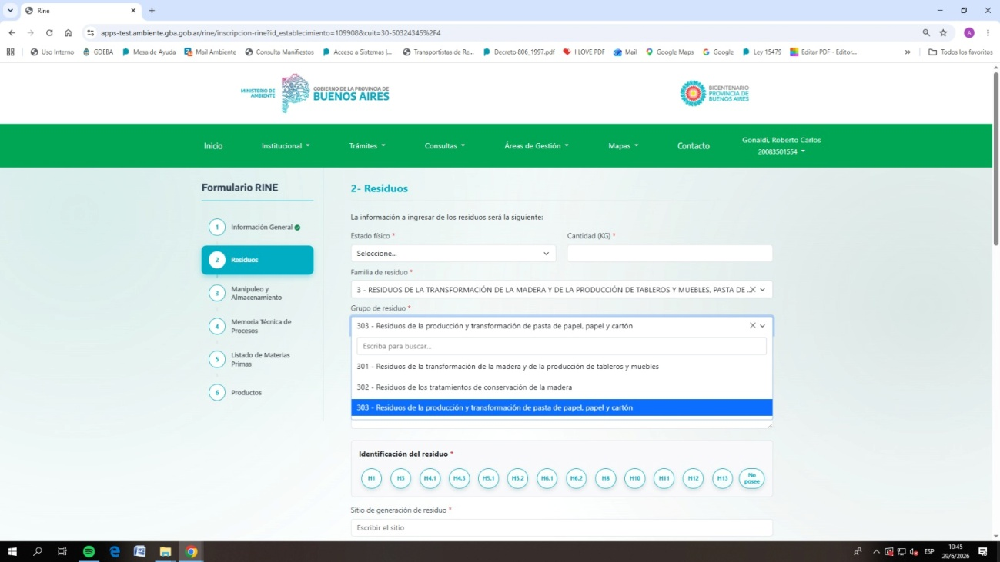 Rine
apps-test.ambiente.gba.gob.ar/rine/inscripcion-rine?id_establecimiento=109908&cuit=30-50324345%2F4
A
Uso Interno
GDEBA
Mesa de Ayuda
Mail Ambiente
Consulta Manifiestos
Acceso a Sistemas |...
Transportistas de Re...
Decreto 806_1997.pdf
I LOVE PDF
Mail
Google Maps
Google
Ley 15479
Editar PDF - Editor...
»
Todos los favoritos
MINISTERIO DE
AMBIENTE
GOBIERNO DE LA PROVINCIA DE
BUENOS AIRES
BICENTENARIO
PROVINCIA DE
BUENOS AIRES
Inicio
Institucional
Trámites
Consultas
Áreas de Gestión
Mapas
Contacto
Gonaldi, Roberto Carlos
20083501554
Formulario RINE
1 Información General
2 Residuos
3 Manipuleo y
Almacenamiento
4 Memoria Técnica de
Procesos
5 Listado de Materias
Primas
6 Productos
2- Residuos
La información a ingresar de los residuos será la siguiente:
Estado físico *
Cantidad (KG) *
Seleccione...
Familia de residuo *
3 - RESIDUOS DE LA TRANSFORMACIÓN DE LA MADERA Y DE LA PRODUCCIÓN DE TABLEROS Y MUEBLES, PASTA DE ...
Grupo de residuo *
303 - Residuos de la producción y transformación de pasta de papel, papel y cartón
Escriba para buscar...
301 - Residuos de la transformación de la madera y de la producción de tableros y muebles
302 - Residuos de los tratamientos de conservación de la madera
303 - Residuos de la producción y transformación de pasta de papel, papel y cartón
Identificación del residuo *
H1 H3 H4.1 H4.3 H5.1 H5.2 H6.1 H6.2 H8 H10 H11 H12 H13 No posee
Sitio de generación de residuo *
Escribir el sitio
ESP
10:45
29/6/2026